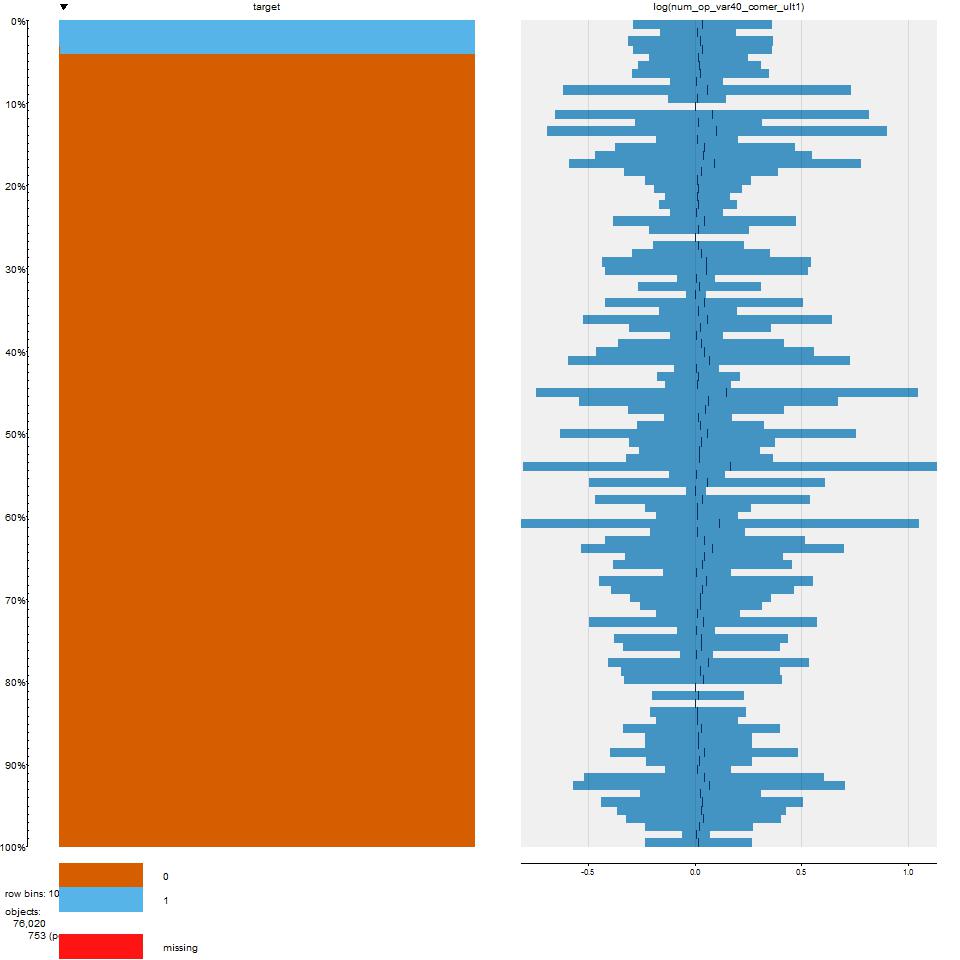 target
log(num_op_var40_comer_ult1)
0%
10%
20%
30%
40%
50%
60%
70%
80%
90%
100%
-0.5 0.0 0.5 1.0
0
row bins: 10
1
objects:
76,020
753 (p
missing